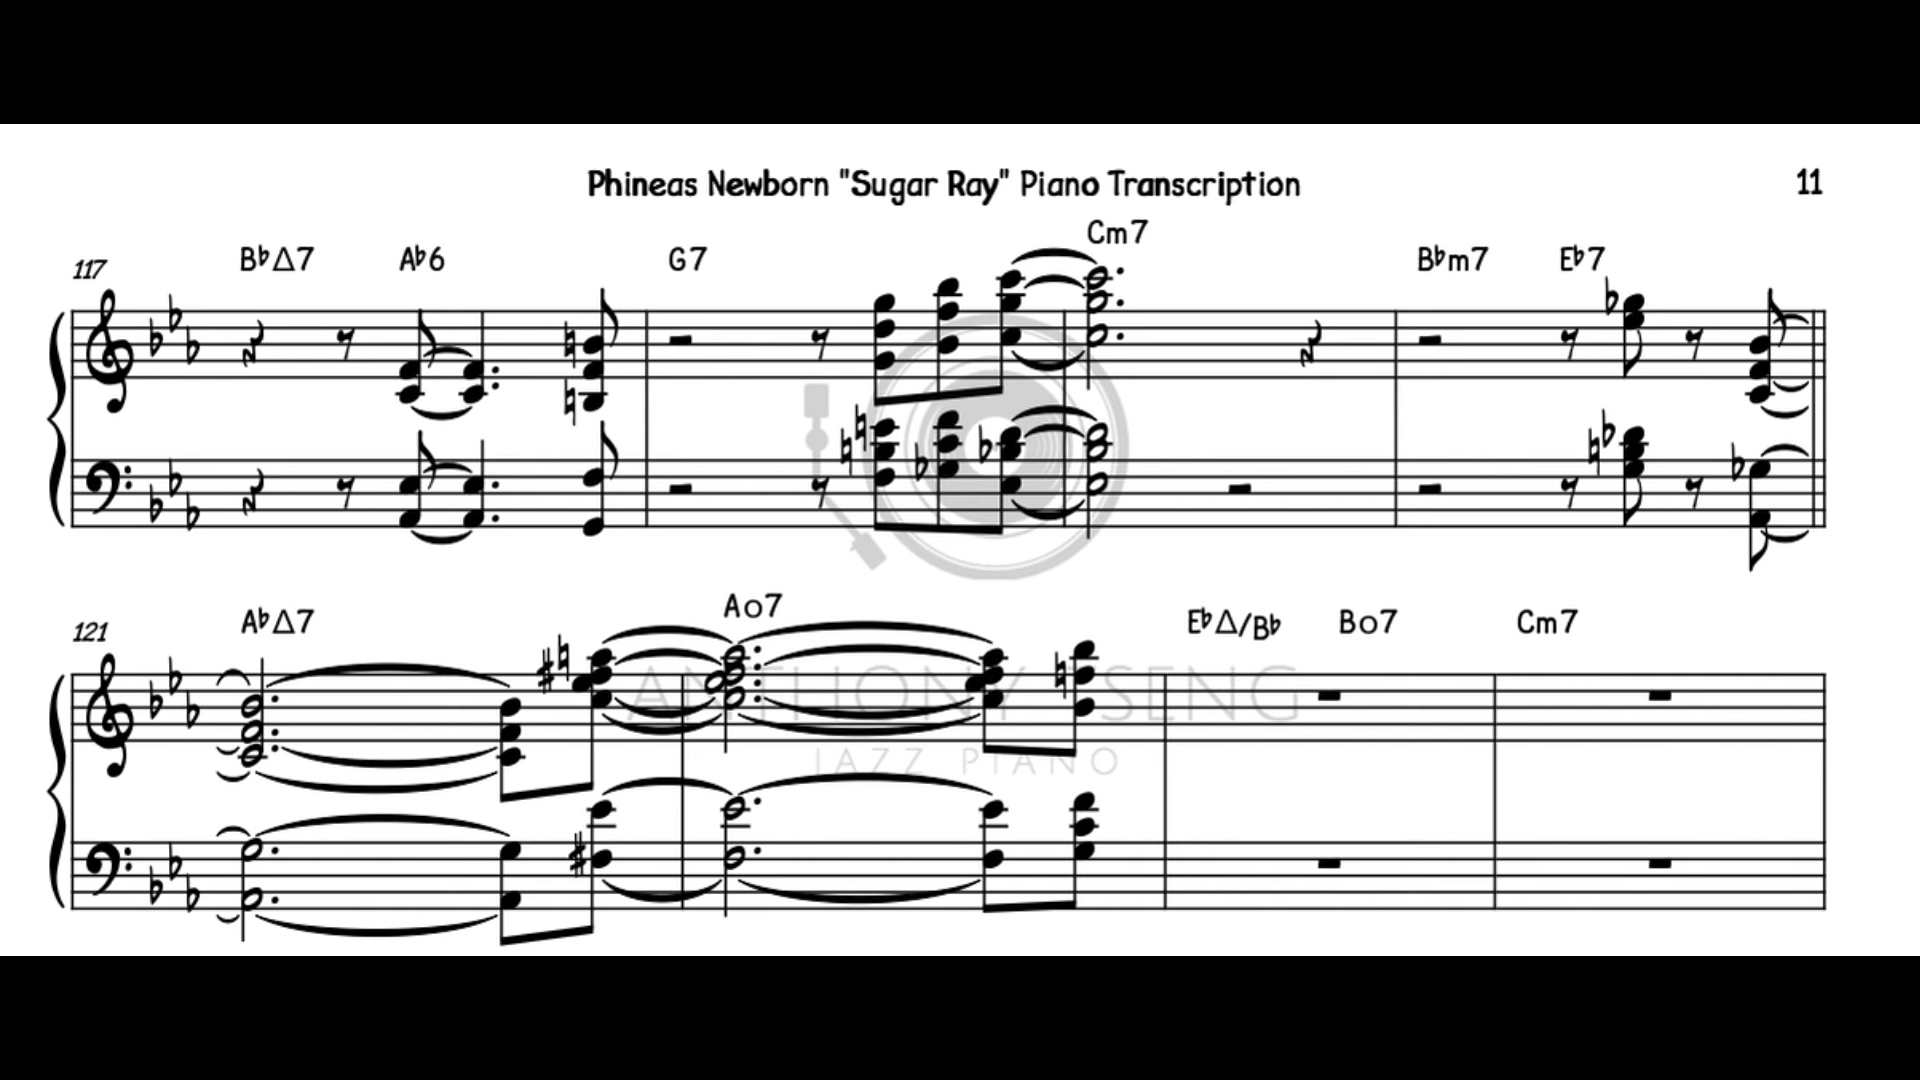 Phineas Newborn "Sugar Ray" Piano Transcription 11
Cm7
117 B♭Δ7 A♭6 G7 B♭m7 E♭7
121 A♭Δ7 Ao7 E♭Δ/B♭ Bo7 Cm7
ANTHONY TSENG
JAZZ PIANO